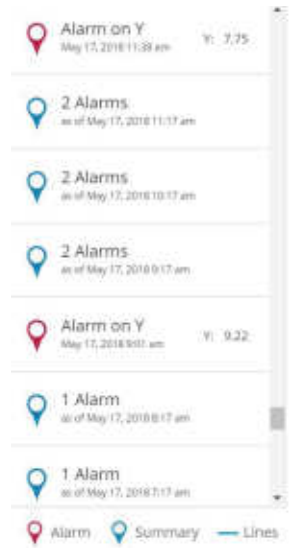 Alarm on Y
May 17, 2018 11:39 am
Y: 7.75
2 Alarms
as of May 17, 2018 11:17 am
2 Alarms
as of May 17, 2018 10:17 am
2 Alarms
as of May 17, 2018 9:17 am
Alarm on Y
May 17, 2018 9:01 am
Y: 9.22
1 Alarm
as of May 17, 2018 8:17 am
1 Alarm
as of May 17, 2018 7:17 am
Alarm Summary Lines